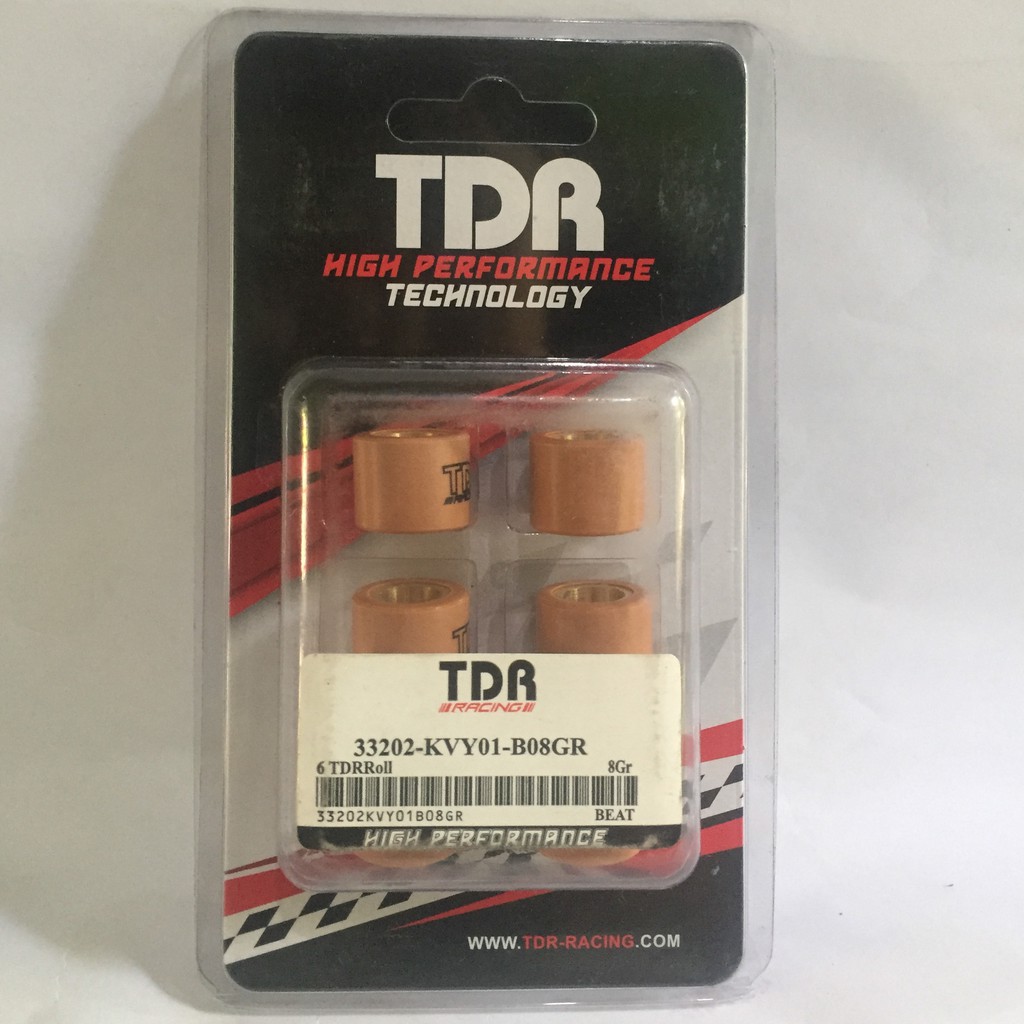 TDR
HIGH PERFORMANCE
TECHNOLOGY
TDR
RACING
33202-KVY01-B08GR
6 TDRRoll 8Gr
33202KVY01B08GR BEAT
HIGH PERFORMANCE
WWW.TDR-RACING.COM